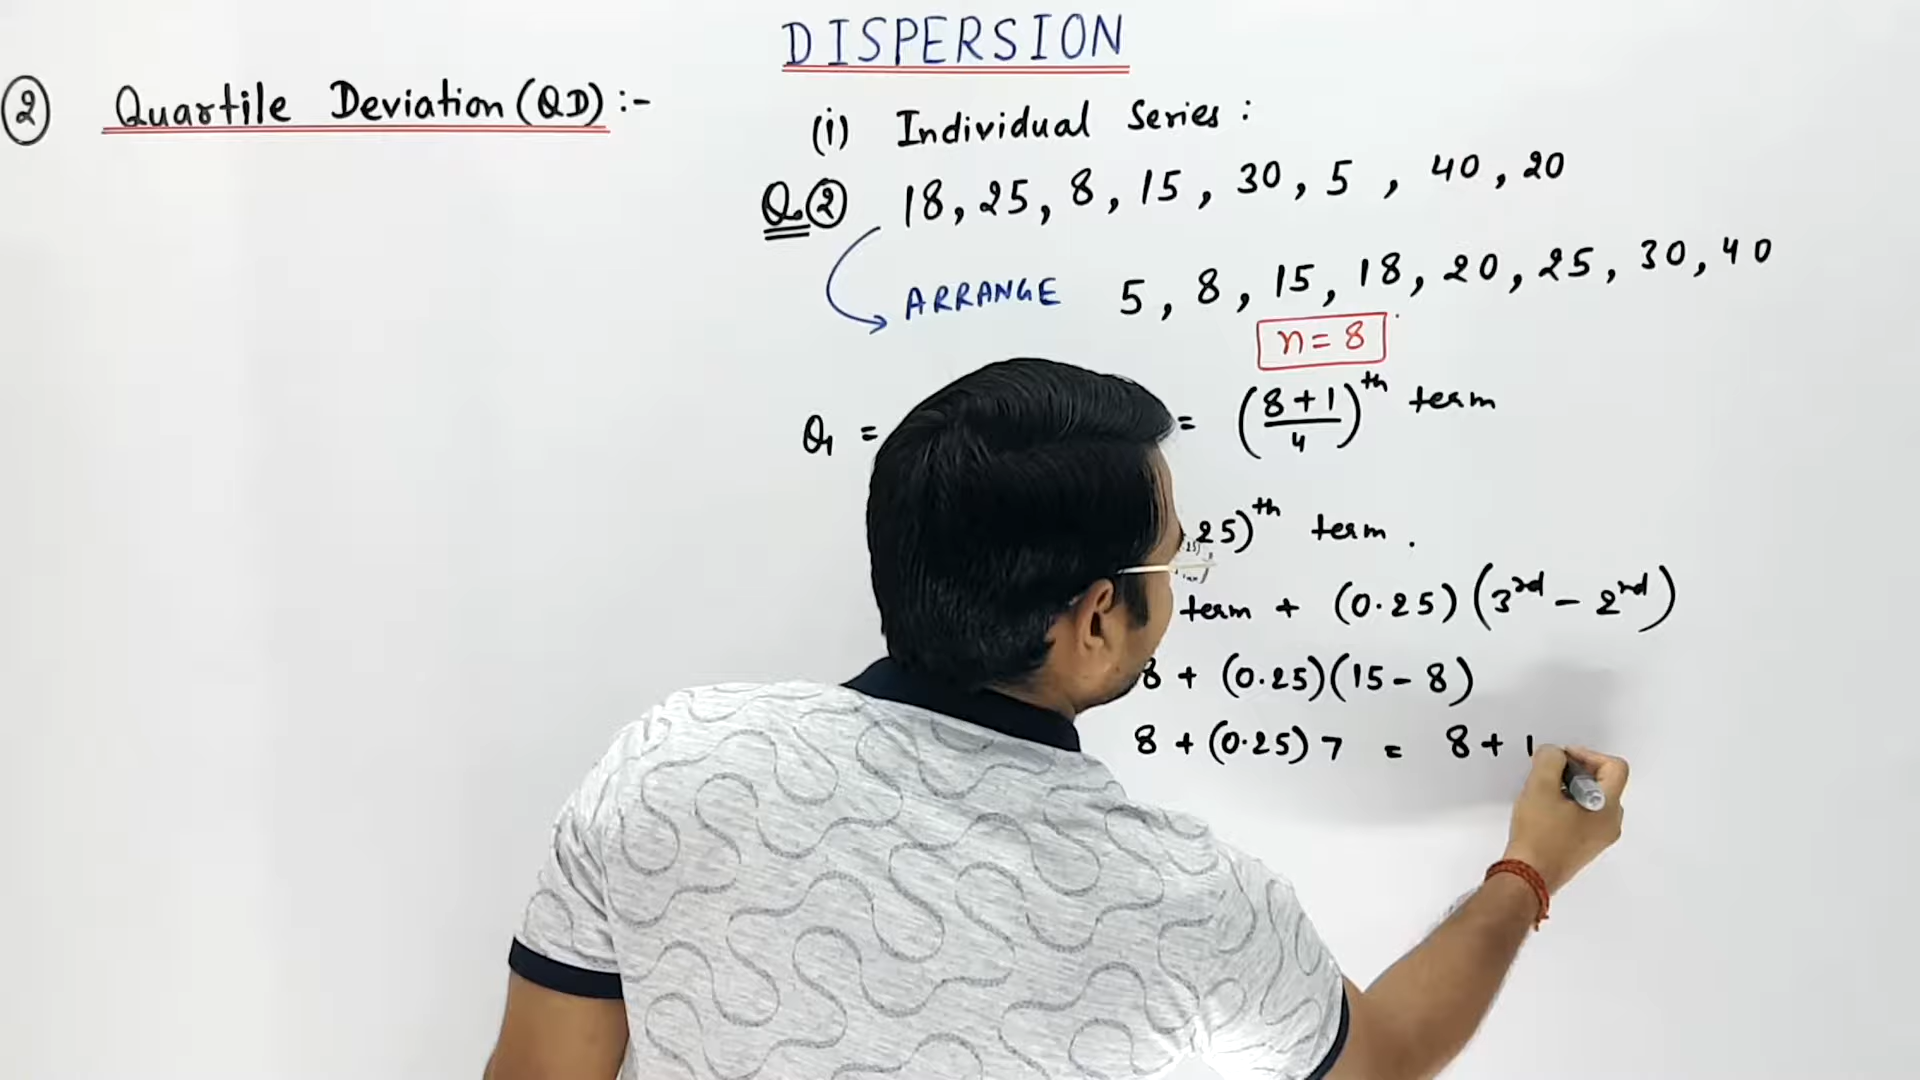 DISPERSION
② Quartile Deviation (QD) :-
(i) Individual Series :
Q② 18, 25, 8, 15, 30, 5, 40, 20
ARRANGE 5, 8, 15, 18, 20, 25, 30, 40
n = 8
Q₁ = = (8+1/4)th term
25)th term.
term + (0.25)(3rd - 2nd)
8 + (0.25)(15 - 8)
8 + (0.25) 7 = 8 + 1